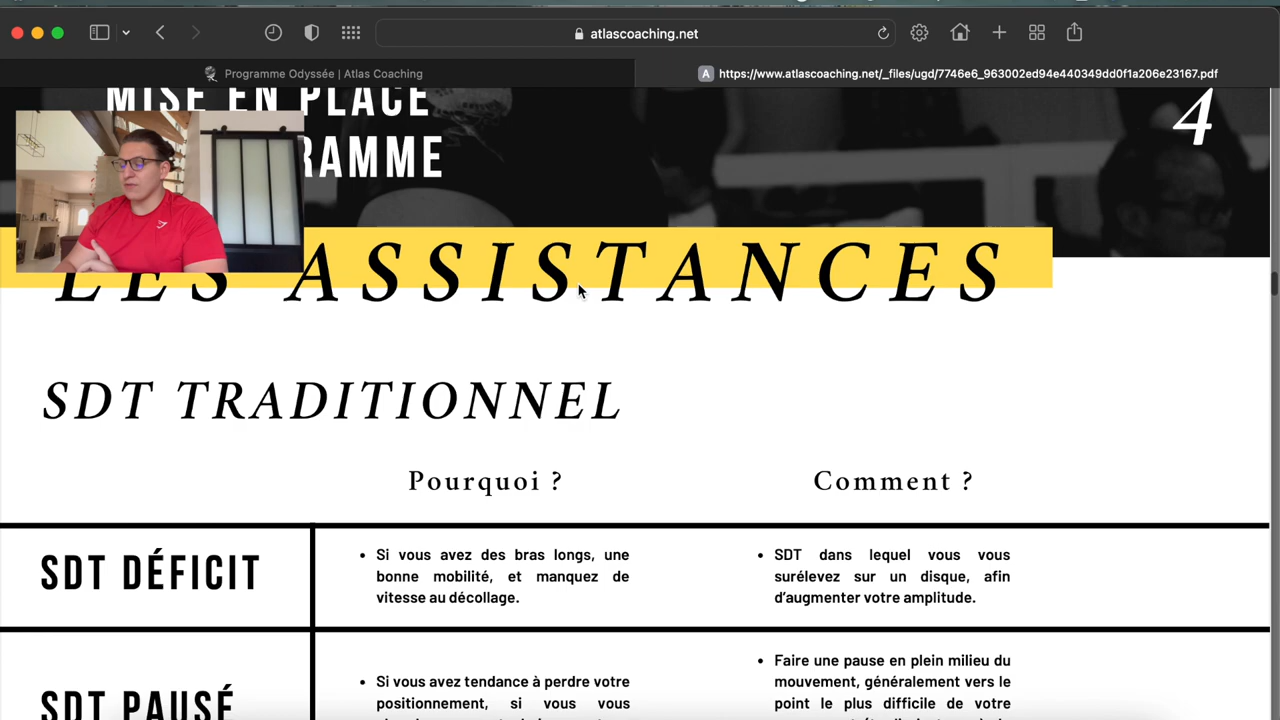 atlascoaching.net
Programme Odyssée | Atlas Coaching
A https://www.atlascoaching.net/_files/ugd/7746e6_963002ed94e440349dd0f1a206e23167.pdf
MISE EN PLACE
RAMME
4
LES ASSISTANCES
SDT TRADITIONNEL
Pourquoi ?
Comment ?
SDT DÉFICIT
• Si vous avez des bras longs, une
bonne mobilité, et manquez de
vitesse au décollage.
• SDT dans lequel vous vous
surélevez sur un disque, afin
d'augmenter votre amplitude.
SDT PAUSÉ
• Si vous avez tendance à perdre votre
positionnement, si vous vous
• Faire une pause en plein milieu du
mouvement, généralement vers le
point le plus difficile de votre